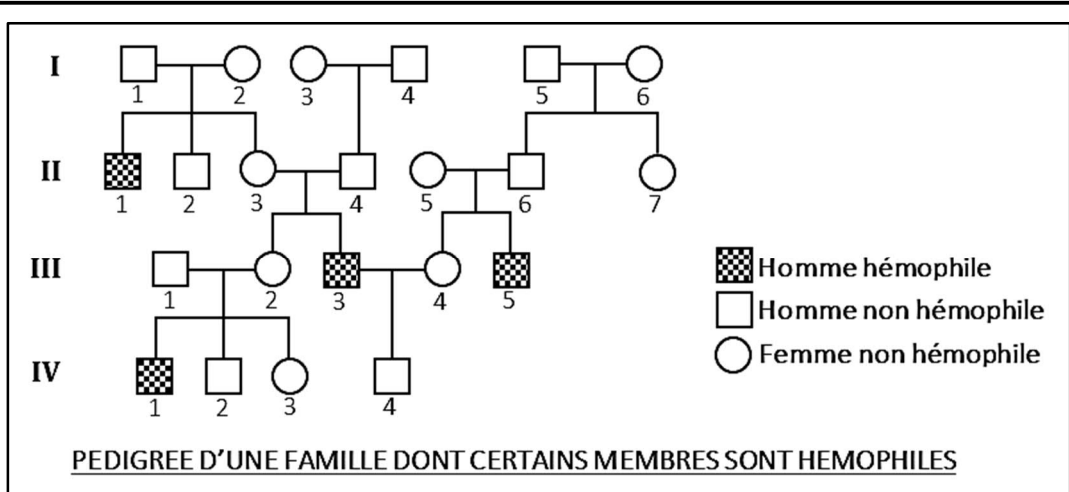 I
1 2 3 4 5 6
II
1 2 3 4 5 6 7
III
1 2 3 4 5
IV
1 2 3 4
Homme hémophile
Homme non hémophile
Femme non hémophile
PEDIGREE D'UNE FAMILLE DONT CERTAINS MEMBRES SONT HEMOPHILES